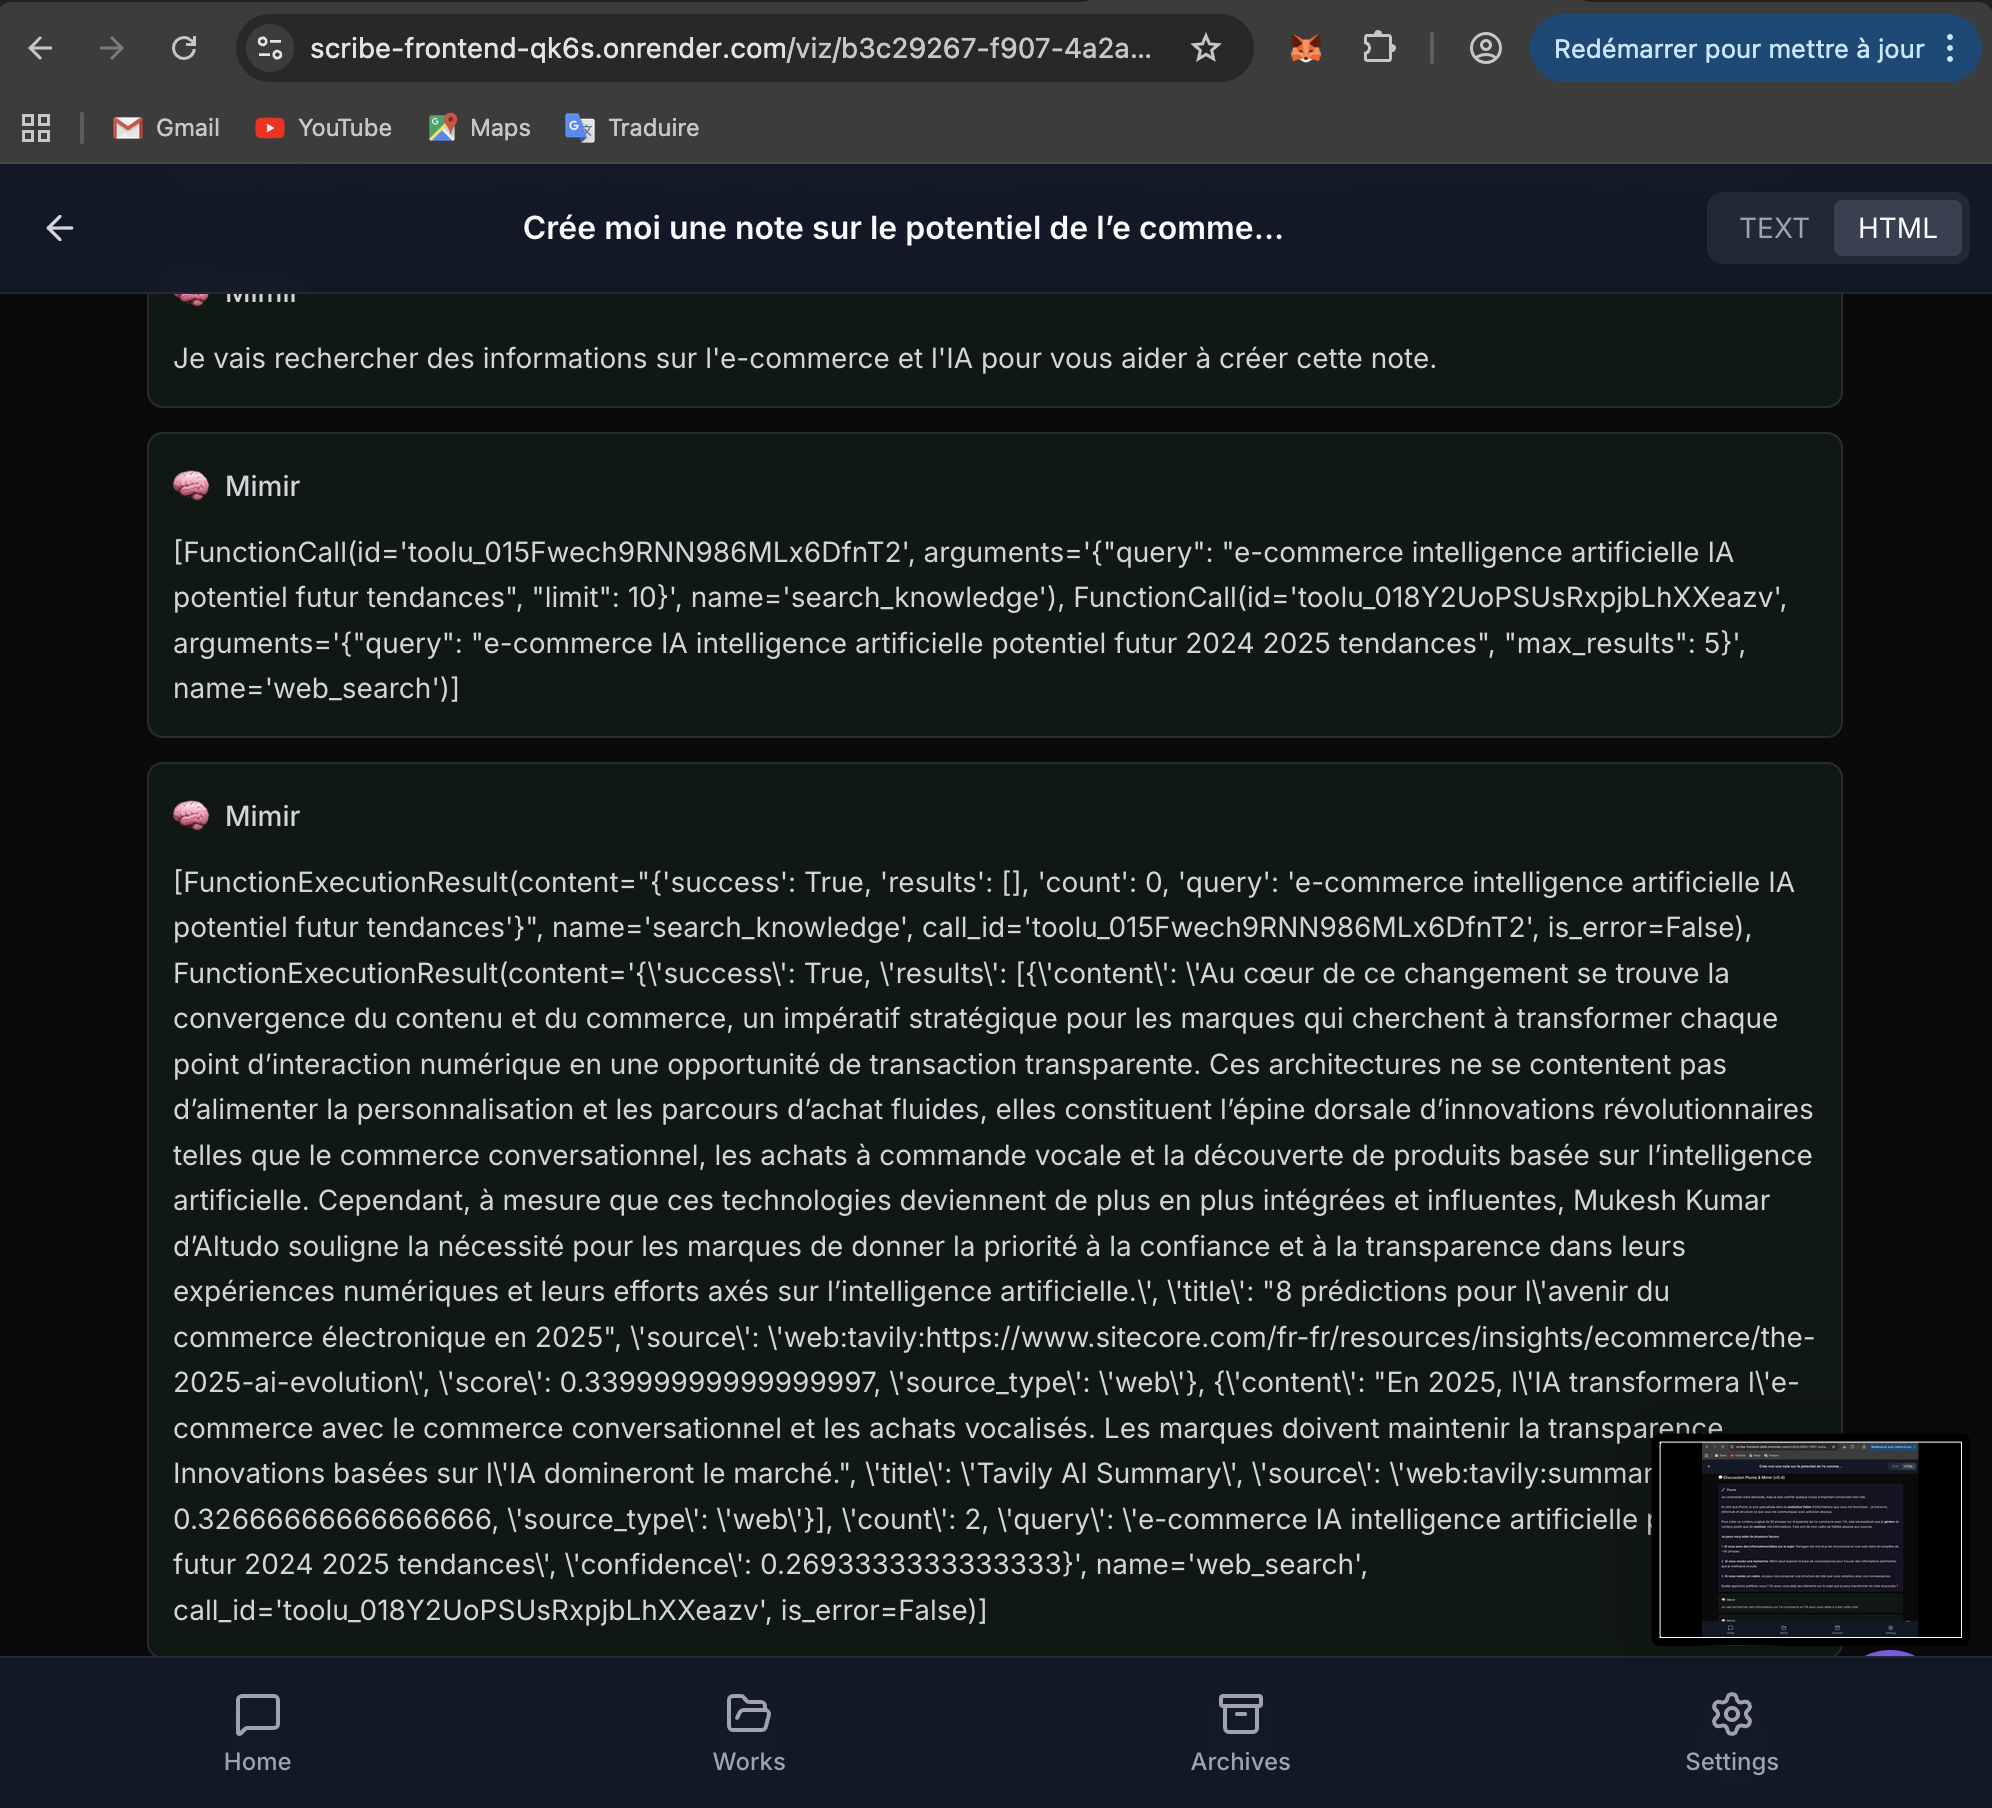 scribe-frontend-qk6s.onrender.com/viz/b3c29267-f907-4a2a...
Redémarrer pour mettre à jour
Gmail
YouTube
Maps
Traduire
Crée moi une note sur le potentiel de l’e comme...
TEXT
HTML
Mimir
Je vais rechercher des informations sur l'e-commerce et l'IA pour vous aider à créer cette note.
Mimir
[FunctionCall(id='toolu_015Fwech9RNN986MLx6DfnT2', arguments='{"query": "e-commerce intelligence artificielle IA
potentiel futur tendances", "limit": 10}', name='search_knowledge'), FunctionCall(id='toolu_018Y2UoPSUsRxpjbLhXXeazv',
arguments='{"query": "e-commerce IA intelligence artificielle potentiel futur 2024 2025 tendances", "max_results": 5}',
name='web_search')]
Mimir
[FunctionExecutionResult(content="{'success': True, 'results': [], 'count': 0, 'query': 'e-commerce intelligence artificielle IA
potentiel futur tendances'}", name='search_knowledge', call_id='toolu_015Fwech9RNN986MLx6DfnT2', is_error=False),
FunctionExecutionResult(content='{\'success\': True, \'results\': [{\'content\': \'Au cœur de ce changement se trouve la
convergence du contenu et du commerce, un impératif stratégique pour les marques qui cherchent à transformer chaque
point d’interaction numérique en une opportunité de transaction transparente. Ces architectures ne se contentent pas
d’alimenter la personnalisation et les parcours d’achat fluides, elles constituent l’épine dorsale d’innovations révolutionnaires
telles que le commerce conversationnel, les achats à commande vocale et la découverte de produits basée sur l’intelligence
artificielle. Cependant, à mesure que ces technologies deviennent de plus en plus intégrées et influentes, Mukesh Kumar
d’Altudo souligne la nécessité pour les marques de donner la priorité à la confiance et à la transparence dans leurs
expériences numériques et leurs efforts axés sur l’intelligence artificielle.\', \'title\': "8 prédictions pour l\'avenir du
commerce électronique en 2025", \'source\': \'web:tavily:https://www.sitecore.com/fr-fr/resources/insights/ecommerce/the-
2025-ai-evolution\', \'score\': 0.33999999999999997, \'source_type\': \'web\'}, {\'content\': "En 2025, l\'IA transformera l\'e-
commerce avec le commerce conversationnel et les achats vocalisés. Les marques doivent maintenir la transparence.
Innovations basées sur l\'IA domineront le marché.", \'title\': \'Tavily AI Summary\', \'source\': \'web:tavily:summar
0.32666666666666666, \'source_type\': \'web\'}], \'count\': 2, \'query\': \'e-commerce IA intelligence artificielle
futur 2024 2025 tendances\', \'confidence\': 0.2693333333333333}', name='web_search',
call_id='toolu_018Y2UoPSUsRxpjbLhXXeazv', is_error=False)]
Home
Works
Archives
Settings